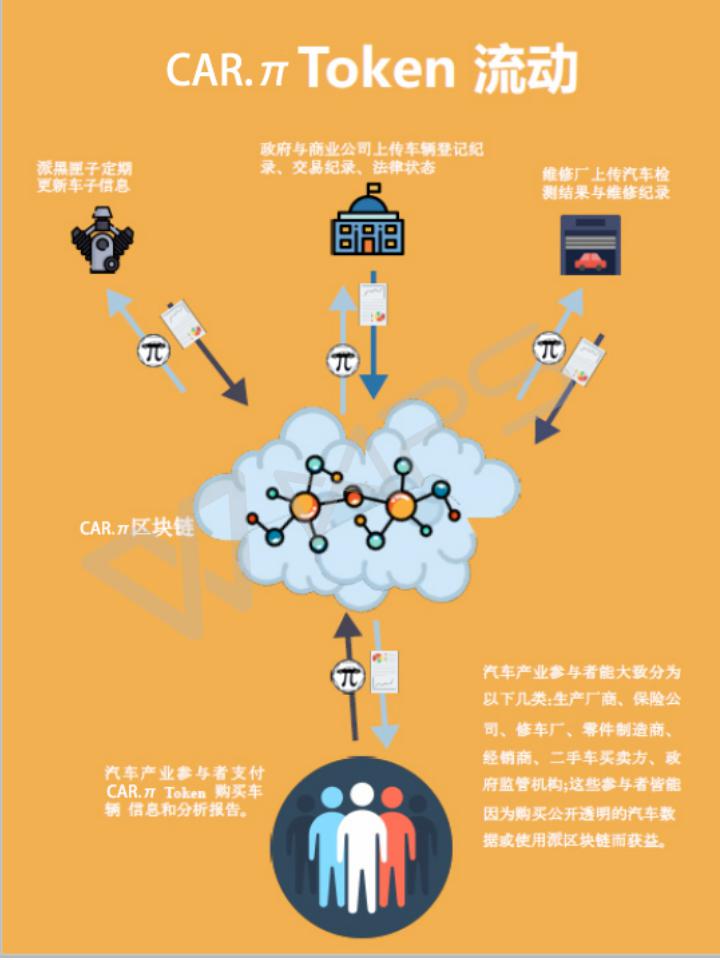 CAR.π Token 流动
政府与商业公司上传车辆登记纪
录、交易纪录、法律状态
派黑匣子定期
更新车子信息
维修厂上传汽车检
测结果与维修纪录
π
π
π
CAR.π区块链
π
汽车产业参与者支付
CAR.π Token 购买车
辆 信息和分析报告。
汽车产业参与者能大致分为
以下几类:生产厂商、保险公
司、修车厂、零件制造商、
经销商、二手车买卖方、政
府监管机构;这些参与者皆能
因为购买公开透明的汽车数
据或使用派区块链而获益。